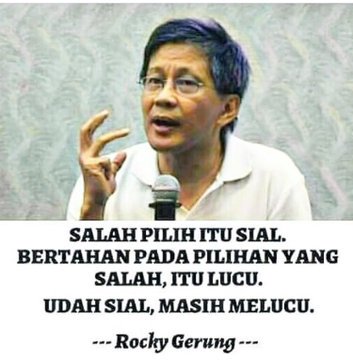 SALAH PILIH ITU SIAL.
BERTAHAN PADA PILIHAN YANG
SALAH, ITU LUCU.
UDAH SIAL, MASIH MELUCU.
--- Rocky Gerung ---